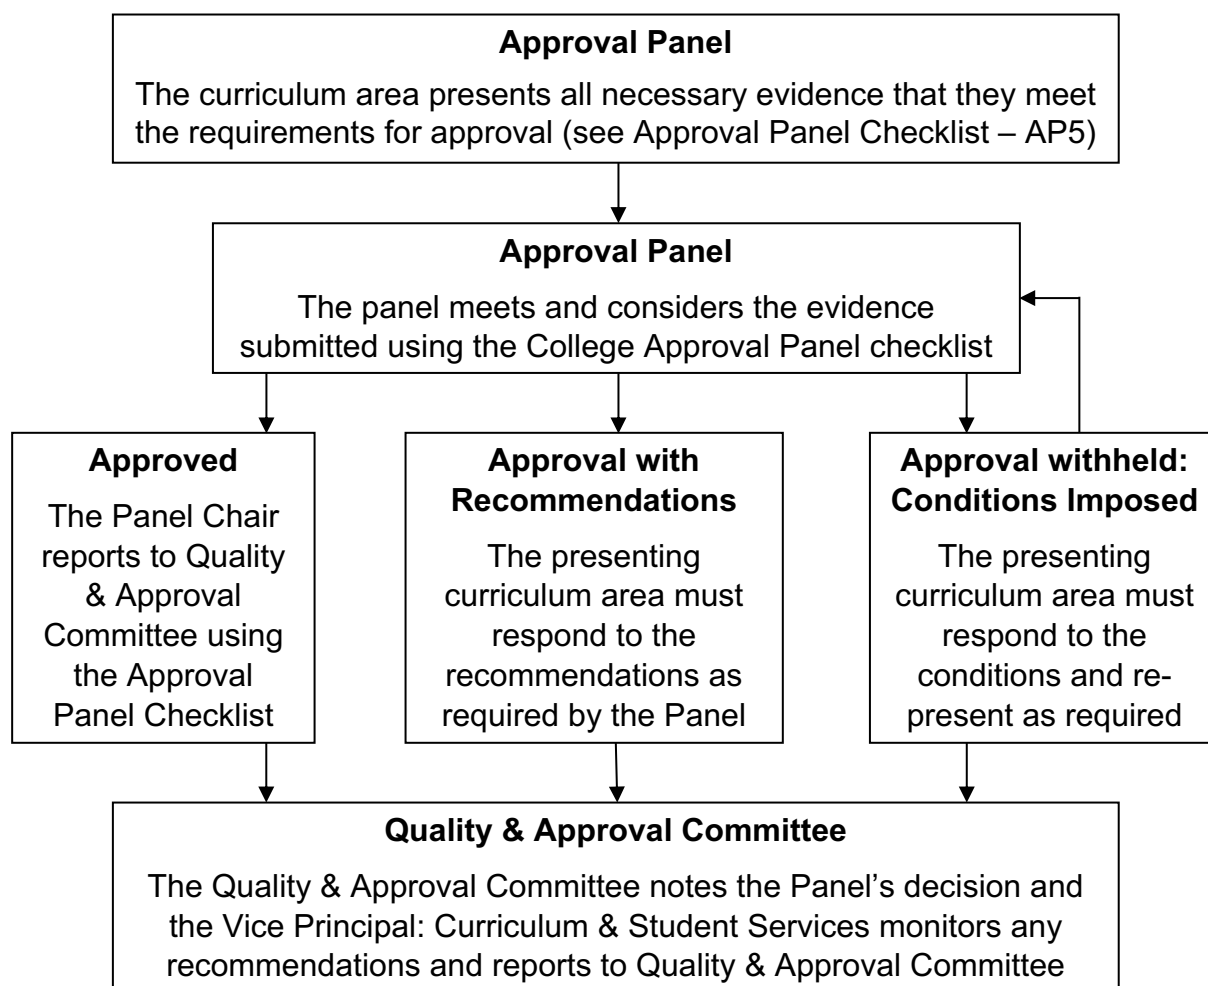 Approval Panel
The curriculum area presents all necessary evidence that they meet
the requirements for approval (see Approval Panel Checklist – AP5)
Approval Panel
The panel meets and considers the evidence
submitted using the College Approval Panel checklist
Approved
The Panel Chair
reports to Quality
& Approval
Committee using
the Approval
Panel Checklist
Approval with
Recommendations
The presenting
curriculum area must
respond to the
recommendations as
required by the Panel
Approval withheld:
Conditions Imposed
The presenting
curriculum area must
respond to the
conditions and re-
present as required
Quality & Approval Committee
The Quality & Approval Committee notes the Panel’s decision and
the Vice Principal: Curriculum & Student Services monitors any
recommendations and reports to Quality & Approval Committee